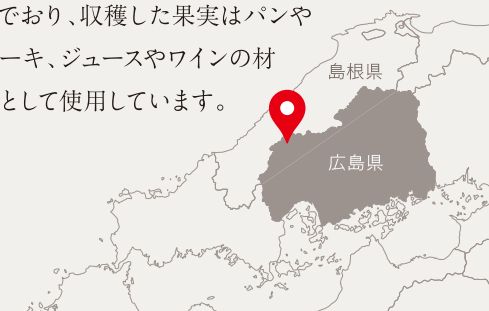 でおり、収穫した果実はパンや
ーキ、ジュースやワインの材
として使用しています。
島根県
広島県